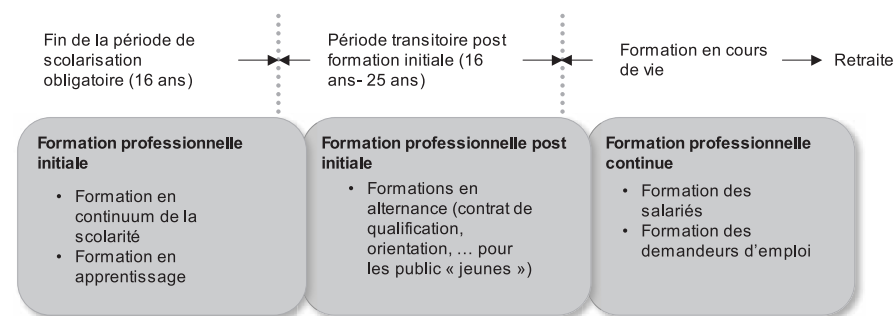 Fin de la période de
scolarisation
obligatoire (16 ans)
Période transitoire post
formation initiale (16
ans- 25 ans)
Formation en cours
de vie
Retraite
Formation professionnelle
initiale
• Formation en
continuum de la
scolarité
• Formation en
apprentissage
Formation professionnelle post
initiale
• Formations en
alternance (contrat de
qualification,
orientation, … pour
les public « jeunes »)
Formation professionnelle
continue
• Formation des
salariés
• Formation des
demandeurs d'emploi